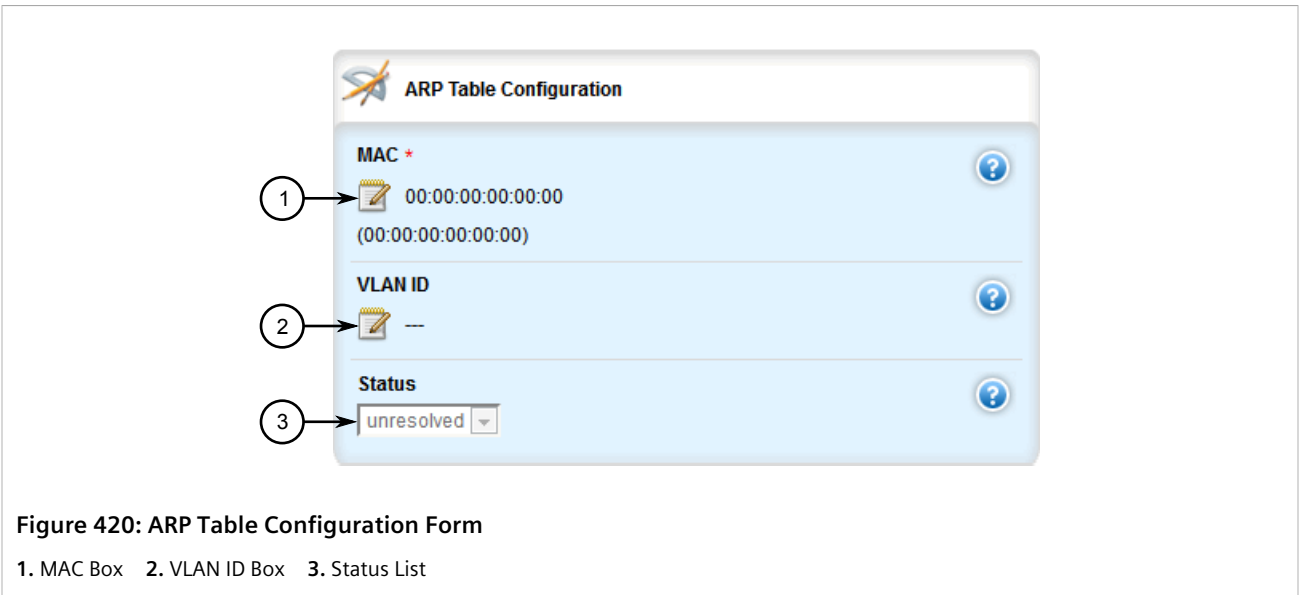 ARP Table Configuration
MAC *
1
00:00:00:00:00:00
(00:00:00:00:00:00)
VLAN ID
2
---
Status
3
unresolved
Figure 420: ARP Table Configuration Form
1. MAC Box 2. VLAN ID Box 3. Status List